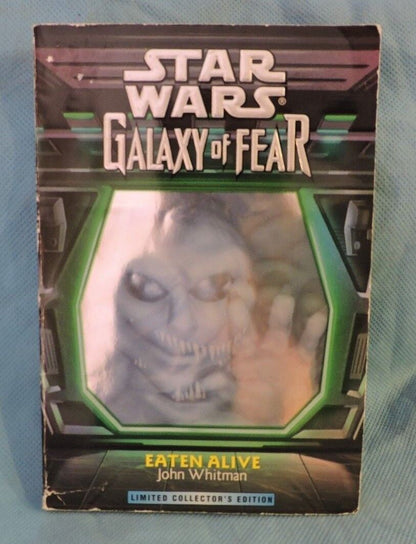 STAR
WARS®
GALAXY of FEAR
EATEN ALIVE
John Whitman
LIMITED COLLECTOR'S EDITION